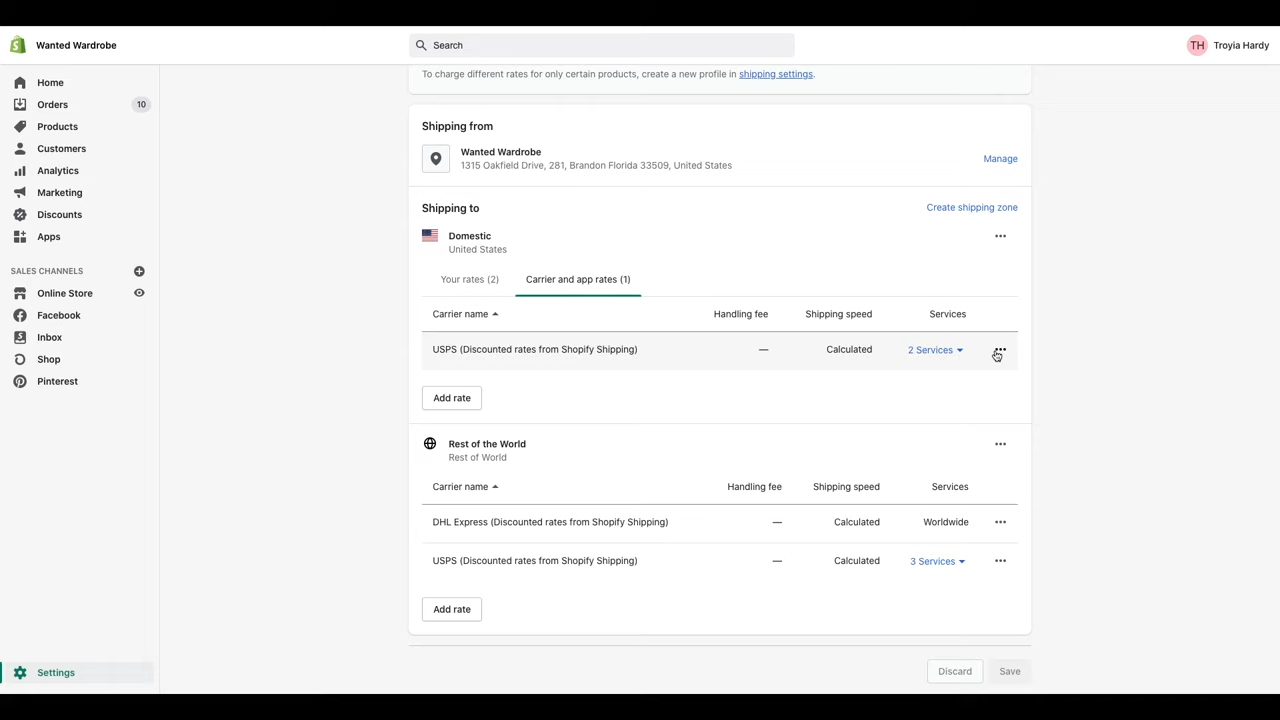 Wanted Wardrobe
Search
TH Troyia Hardy
Home
Orders 10
Products
Customers
Analytics
Marketing
Discounts
Apps
SALES CHANNELS
Online Store
Facebook
Inbox
Shop
Pinterest
Settings
To charge different rates for only certain products, create a new profile in shipping settings.
Shipping from
Wanted Wardrobe
1315 Oakfield Drive, 281, Brandon Florida 33509, United States
Manage
Shipping to
Create shipping zone
Domestic
United States
Your rates (2) Carrier and app rates (1)
Carrier name Handling fee Shipping speed Services
USPS (Discounted rates from Shopify Shipping) — Calculated 2 Services
Add rate
Rest of the World
Rest of World
Carrier name Handling fee Shipping speed Services
DHL Express (Discounted rates from Shopify Shipping) — Calculated Worldwide
USPS (Discounted rates from Shopify Shipping) — Calculated 3 Services
Add rate
Discard Save